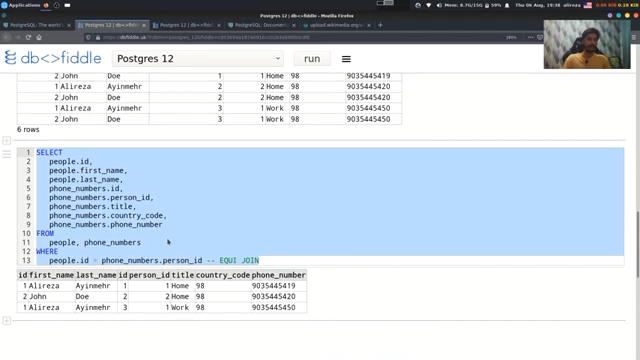 Applications
Postgres 12 | db<>fiddle - Mozilla Firefox
Thu 06 Aug, 19:38 alireza
PostgreSQL: The world's
Postgres 12 | db<>fiddle
Postgres 12 | db<>fiddle
PostgreSQL: Documentation
upload.wikimedia.org/
db<>fiddle
Postgres 12
run
2 John Doe 1 1 Home 98 9035445419
1 Alireza Ayinmehr 2 2 Home 98 9035445420
2 John Doe 2 2 Home 98 9035445420
1 Alireza Ayinmehr 3 1 Work 98 9035445450
2 John Doe 3 1 Work 98 9035445450
6 rows
1 SELECT
2 people.id,
3 people.first_name,
4 people.last_name,
5 phone_numbers.id,
6 phone_numbers.person_id,
7 phone_numbers.title,
8 phone_numbers.country_code,
9 phone_numbers.phone_number
10 FROM
11 people, phone_numbers
12 WHERE
13 people.id = phone_numbers.person_id -- EQUI JOIN
id first_name last_name id person_id title country_code phone_number
1 Alireza Ayinmehr 1 1 Home 98 9035445419
2 John Doe 2 2 Home 98 9035445420
1 Alireza Ayinmehr 3 1 Work 98 9035445450